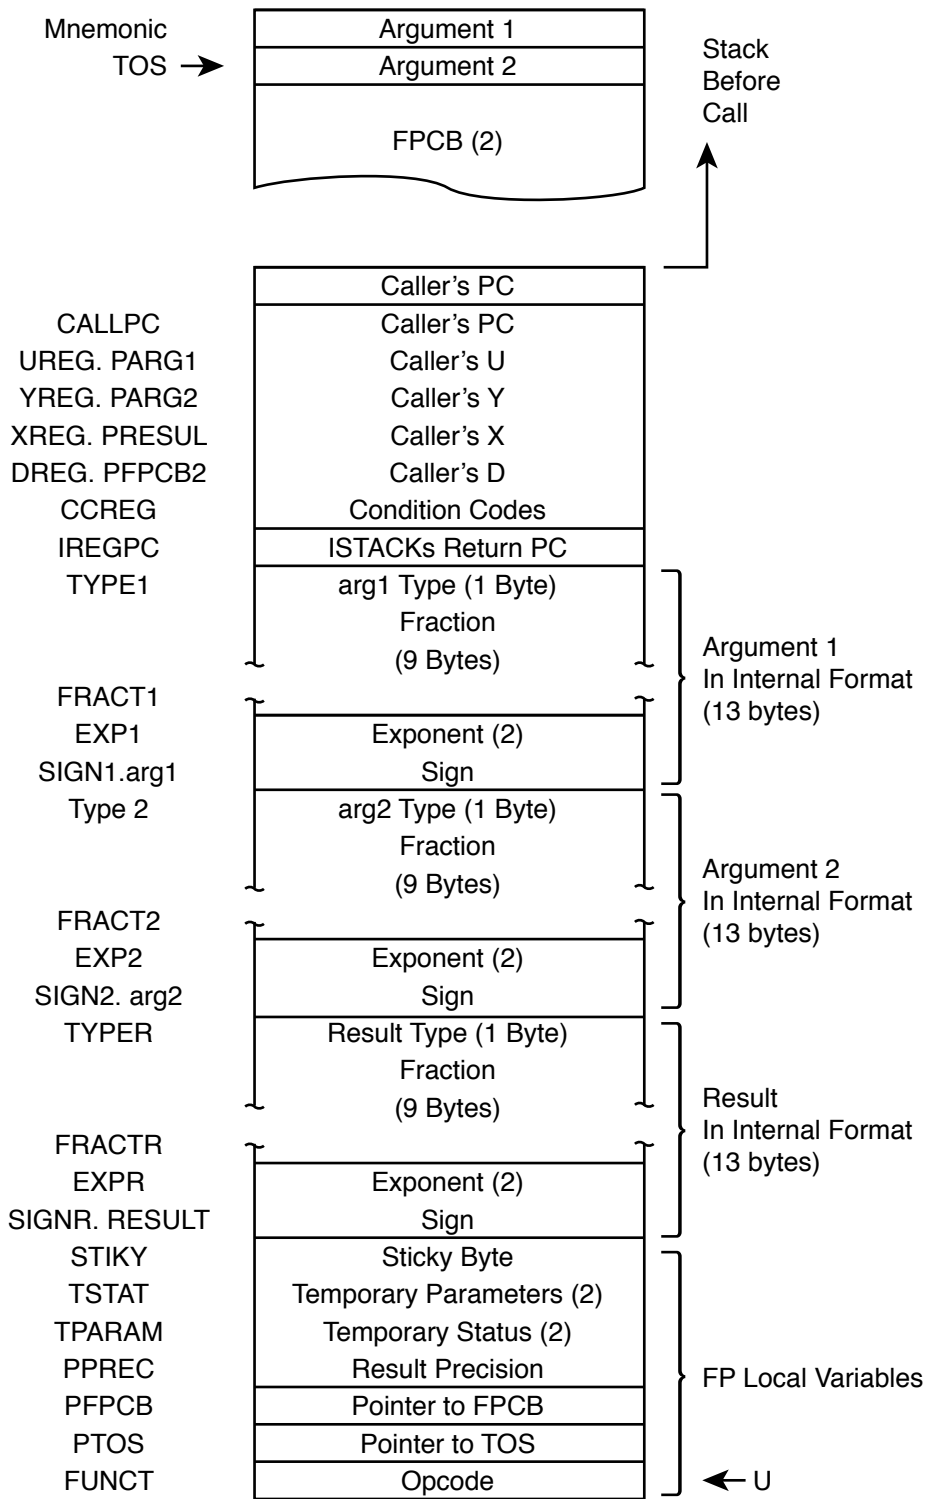 Mnemonic
Argument 1
TOS
Argument 2
Stack
Before
Call
FPCB (2)
Caller’s PC
CALLPC
Caller’s PC
UREG. PARG1
Caller’s U
YREG. PARG2
Caller’s Y
XREG. PRESUL
Caller’s X
DREG. PFPCB2
Caller’s D
CCREG
Condition Codes
IREGPC
ISTACKs Return PC
TYPE1
arg1 Type (1 Byte)
Fraction
(9 Bytes)
Argument 1
In Internal Format
(13 bytes)
FRACT1
EXP1
Exponent (2)
SIGN1.arg1
Sign
Type 2
arg2 Type (1 Byte)
Fraction
(9 Bytes)
Argument 2
In Internal Format
(13 bytes)
FRACT2
EXP2
Exponent (2)
SIGN2. arg2
Sign
TYPER
Result Type (1 Byte)
Fraction
(9 Bytes)
Result
In Internal Format
(13 bytes)
FRACTR
EXPR
Exponent (2)
SIGNR. RESULT
Sign
STIKY
Sticky Byte
TSTAT
Temporary Parameters (2)
TPARAM
Temporary Status (2)
PPREC
Result Precision
FP Local Variables
PFPCB
Pointer to FPCB
PTOS
Pointer to TOS
FUNCT
Opcode
U